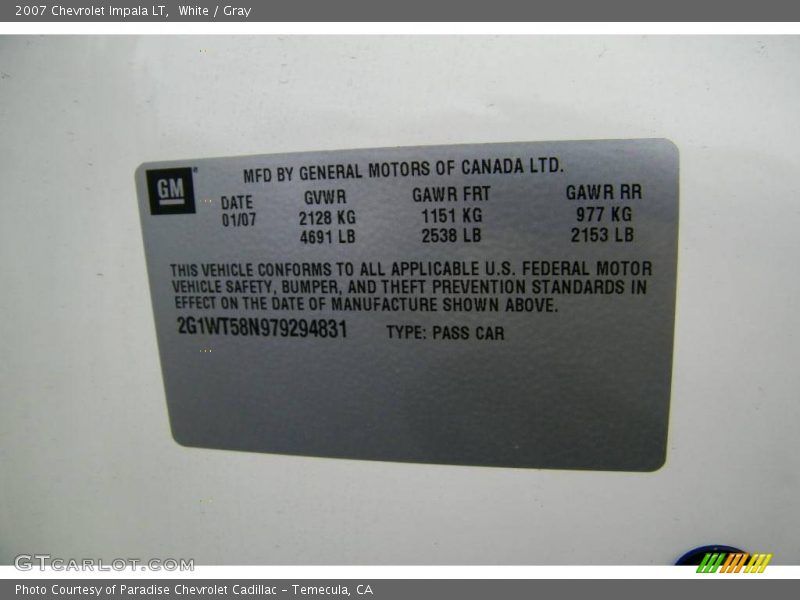 2007 Chevrolet Impala LT,  White / Gray
GM
MFD BY GENERAL MOTORS OF CANADA LTD.
DATE GVWR GAWR FRT GAWR RR
01/07 2128 KG 1151 KG 977 KG
4691 LB 2538 LB 2153 LB
THIS VEHICLE CONFORMS TO ALL APPLICABLE U.S. FEDERAL MOTOR
VEHICLE SAFETY, BUMPER, AND THEFT PREVENTION STANDARDS IN
EFFECT ON THE DATE OF MANUFACTURE SHOWN ABOVE.
2G1WT58N979294831 TYPE: PASS CAR
GTCARLOT.COM
Photo Courtesy of Paradise Chevrolet Cadillac - Temecula, CA